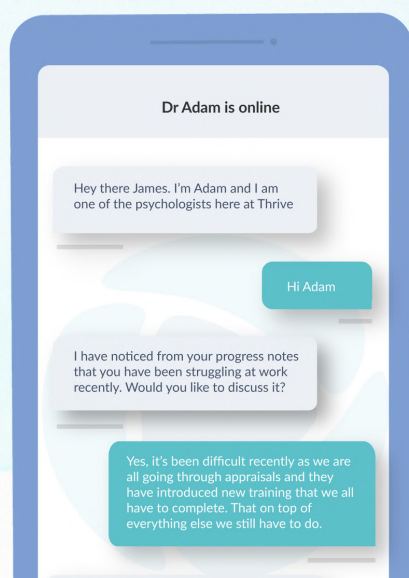 Dr Adam is online
Hey there James. I'm Adam and I am
one of the psychologists here at Thrive
Hi Adam
I have noticed from your progress notes
that you have been struggling at work
recently. Would you like to discuss it?
Yes, it's been difficult recently as we are
all going through appraisals and they
have introduced new training that we all
have to complete. That on top of
everything else we still have to do.